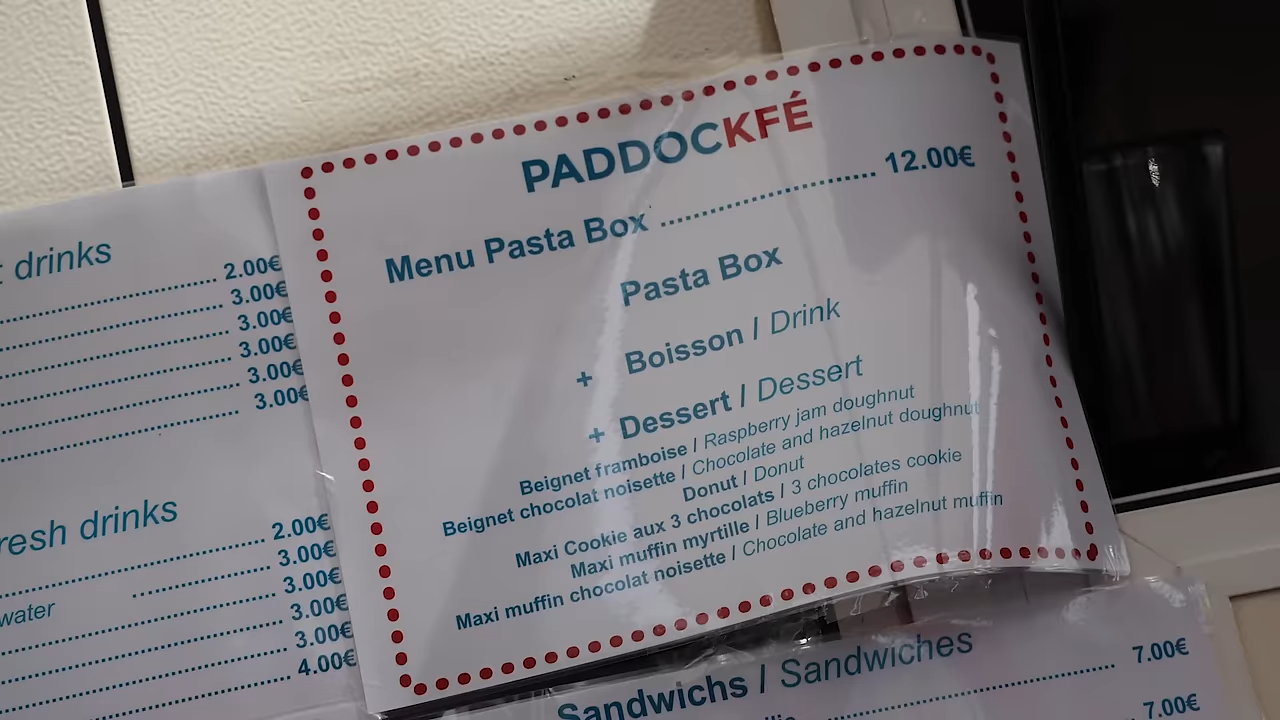 drinks
2.00€
3.00€
3.00€
3.00€
3.00€
3.00€
fresh drinks
2.00€
3.00€
water 3.00€
3.00€
3.00€
4.00€
PADDOCKFÉ
Menu Pasta Box 12.00€
Pasta Box
+ Boisson / Drink
+ Dessert / Dessert
Beignet framboise / Raspberry jam doughnut
Beignet chocolat noisette / Chocolate and hazelnut doughnut
Donut / Donut
Maxi Cookie aux 3 chocolats / 3 chocolates cookie
Maxi muffin myrtille / Blueberry muffin
Maxi muffin chocolat noisette / Chocolate and hazelnut muffin
Sandwichs / Sandwiches
7.00€
7.00€